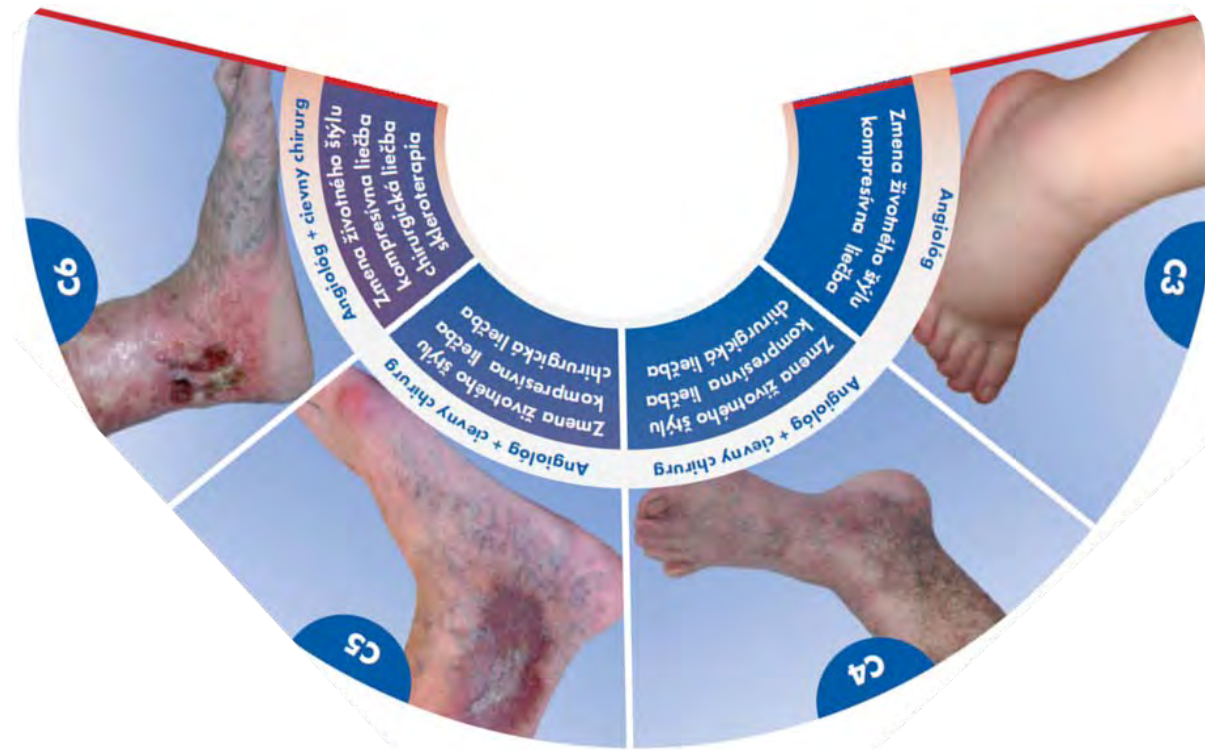 C3
Angiológ
Zmena životného štýlu
kompresívna liečba
C4
Angiológ + cievny chirurg
Zmena životného štýlu
kompresívna liečba
chirurgická liečba
C5
Angiológ + cievny chirurg
Zmena životného štýlu
kompresívna liečba
chirurgická liečba
C6
Angiológ + cievny chirurg
Zmena životného štýlu
kompresívna liečba
chirurgická liečba
skleroterapia